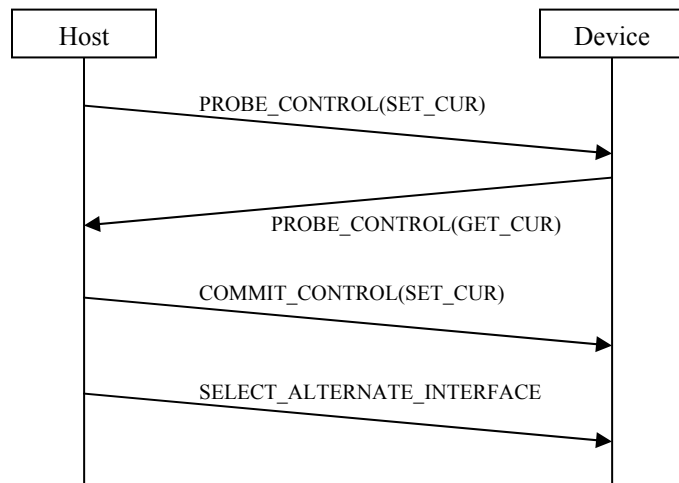 Host
Device
PROBE_CONTROL(SET_CUR)
PROBE_CONTROL(GET_CUR)
COMMIT_CONTROL(SET_CUR)
SELECT_ALTERNATE_INTERFACE